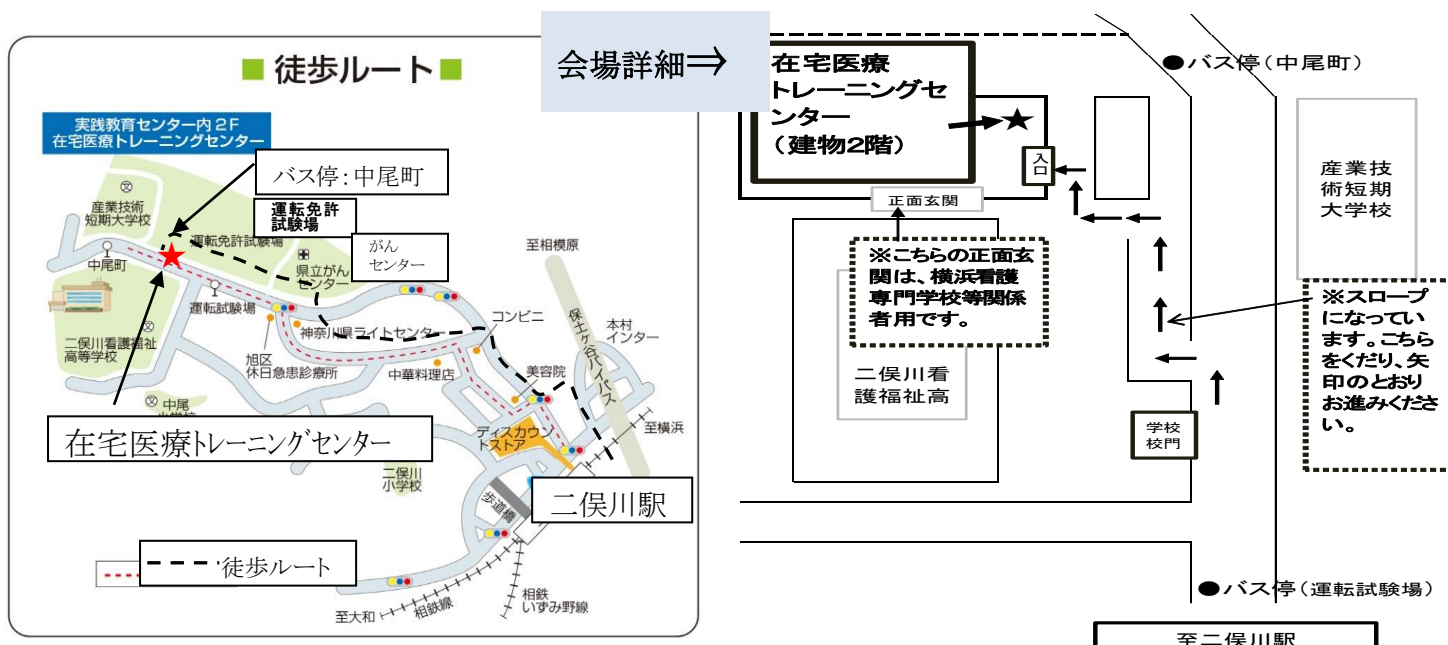 ■ 徒歩ルート ■
会場詳細⇒
実践教育センター内2F
在宅医療トレーニングセンター
バス停:中尾町
産業技術
短期大学校
運転免許
試験場
運転免許試験場
がん
センター
県立がん
センター
中尾町
運転試験場
至相模原
コンビニ
保土ヶ谷バイパス
本村
インター
神奈川県ライトセンター
二俣川看護福祉
高等学校
旭区
休日急患診療所
中華料理店
美容院
中尾
在宅医療トレーニングセンター
ディスカウン
トストア
至横浜
二俣川
小学校
歩道橋
二俣川駅
徒歩ルート
至大和
相鉄線
相鉄
いずみ野線
在宅医療
トレーニングセ
ンター
(建物2階)
●バス停(中尾町)
入口
正面玄関
産業技
術短期
大学校
※こちらの正面玄
関は、横浜看護
専門学校等関係
者用です。
二俣川看
護福祉高
※スロープ
になってい
ます。こちら
をくだり、矢
印のとおり
お進みくださ
い。
学校
校門
●バス停(運転試験場)
至二俣川駅